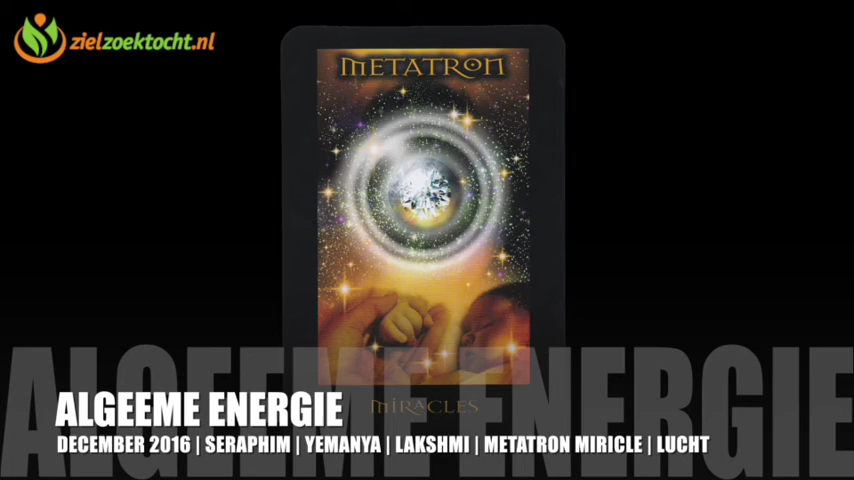 zielzoektocht.nl
METATRON
ALGEEME ENERGIE
MIRACLES
ALGEEME ENERGIE
DECEMBER 2016 | SERAPHIM | YEMANYA | LAKSHMI | METATRON MIRICLE | LUCHT